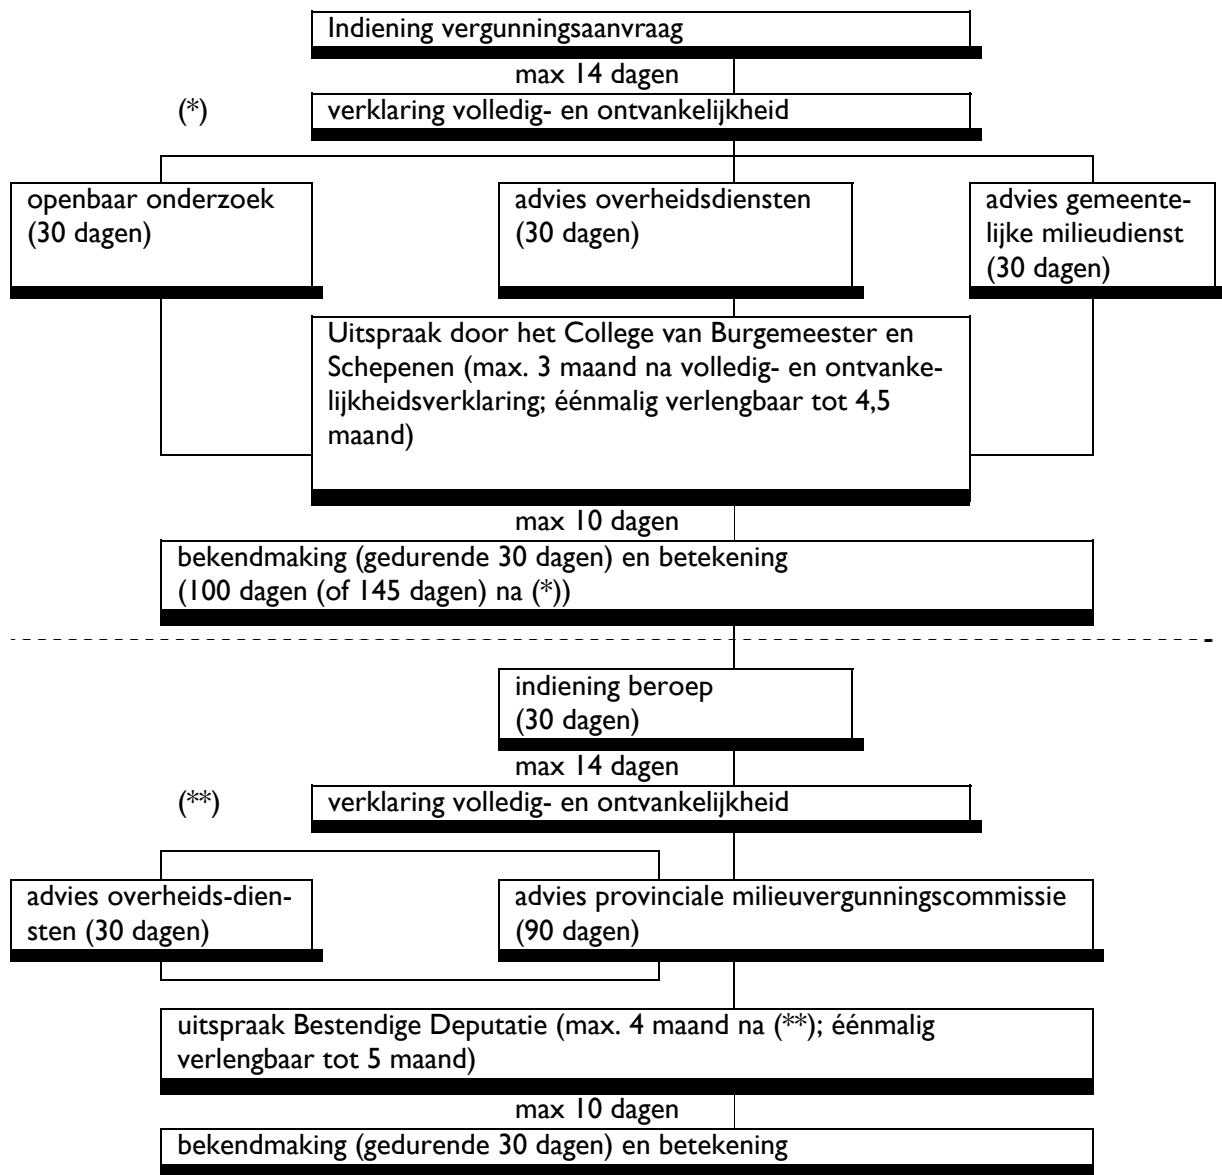 Indiening vergunningsaanvraag
max 14 dagen
(*)
verklaring volledig- en ontvankelijkheid
openbaar onderzoek
(30 dagen)
advies overheidsdiensten
(30 dagen)
advies gemeente-
lijke milieudienst
(30 dagen)
Uitspraak door het College van Burgemeester en
Schepenen (max. 3 maand na volledig- en ontvanke-
lijkheidsverklaring; éénmalig verlengbaar tot 4,5
maand)
max 10 dagen
bekendmaking (gedurende 30 dagen) en betekening
(100 dagen (of 145 dagen) na (*))
indiening beroep
(30 dagen)
max 14 dagen
(**)
verklaring volledig- en ontvankelijkheid
advies overheids-dien-
sten (30 dagen)
advies provinciale milieuvergunningscommissie
(90 dagen)
uitspraak Bestendige Deputatie (max. 4 maand na (**); éénmalig
verlengbaar tot 5 maand)
max 10 dagen
bekendmaking (gedurende 30 dagen) en betekening